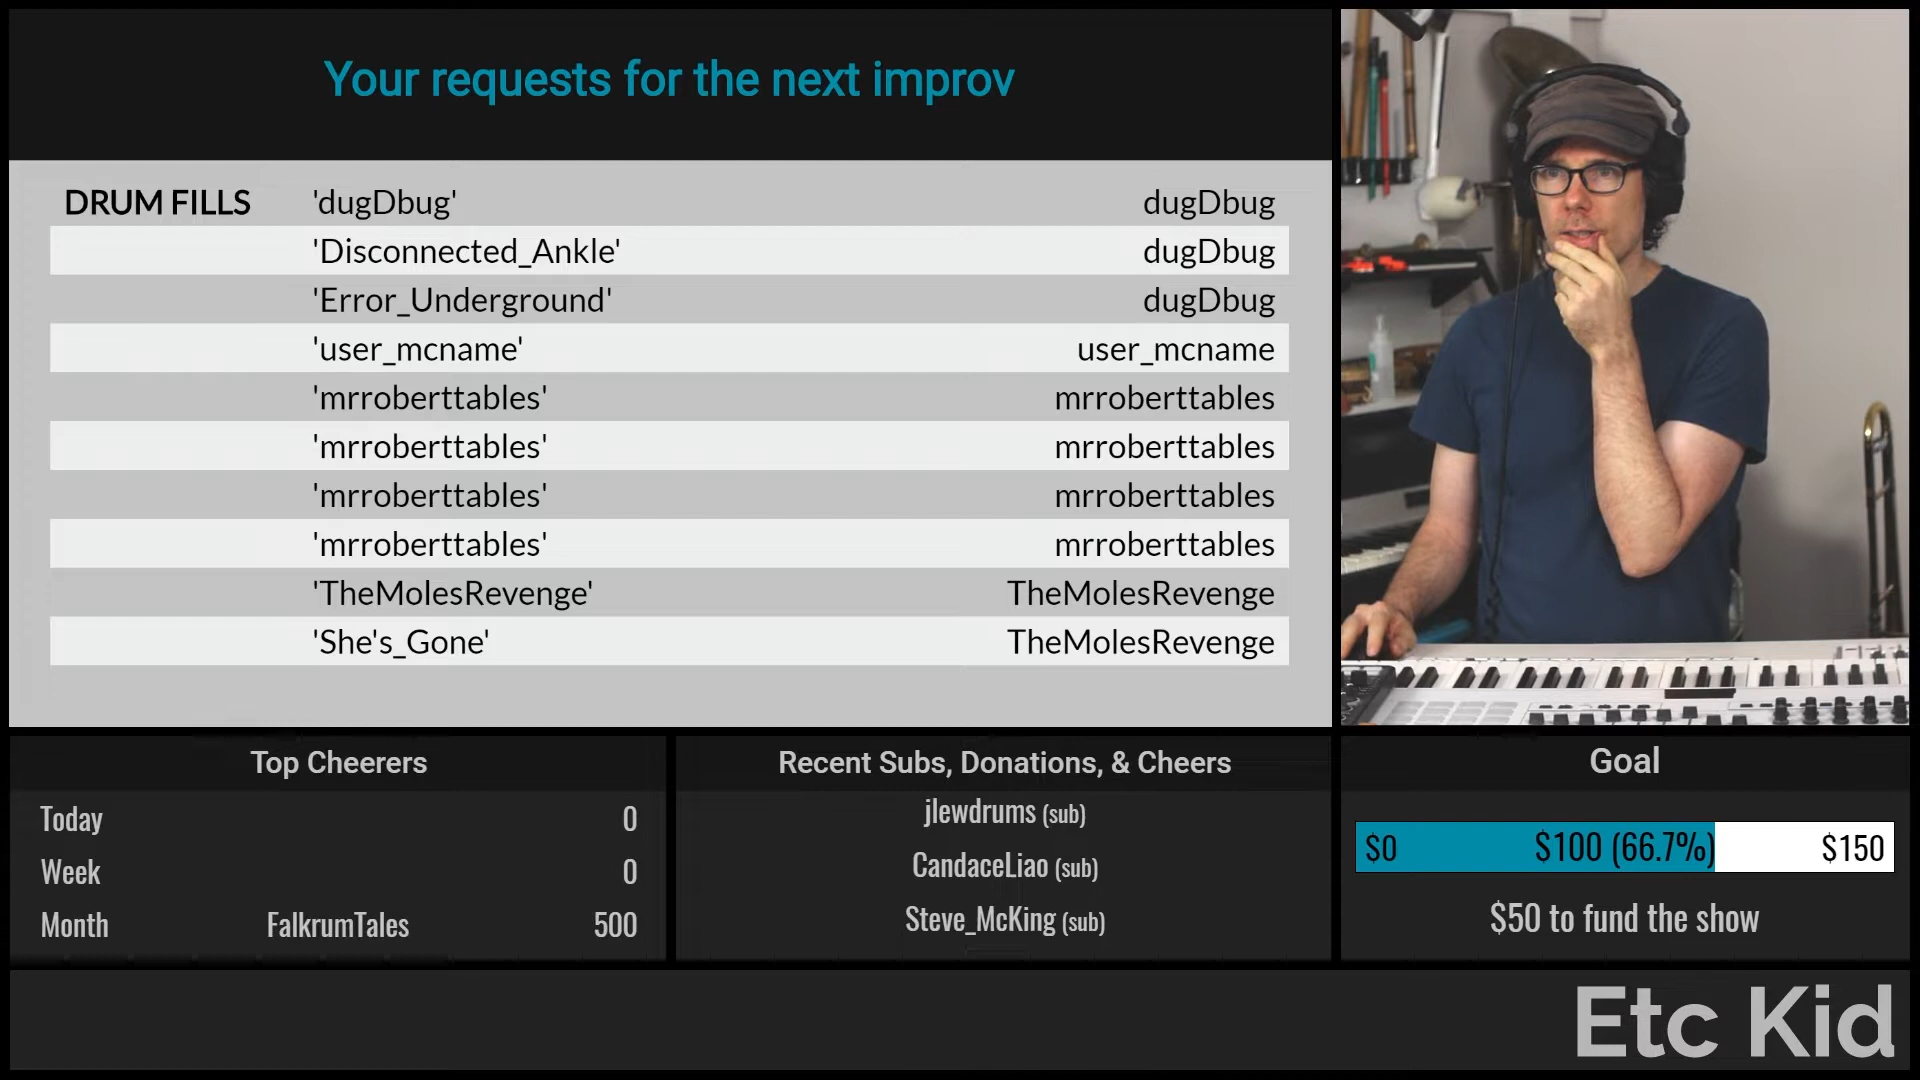 Your requests for the next improv
DRUM FILLS 'dugDbug' dugDbug
'Disconnected_Ankle' dugDbug
'Error_Underground' dugDbug
'user_mcname' user_mcname
'mrroberttables' mrroberttables
'mrroberttables' mrroberttables
'mrroberttables' mrroberttables
'mrroberttables' mrroberttables
'TheMolesRevenge' TheMolesRevenge
'She's_Gone' TheMolesRevenge
Top Cheerers
Today 0
Week 0
Month FalkrumTales 500
Recent Subs, Donations, & Cheers
jlewdrums (sub)
CandaceLiao (sub)
Steve_McKing (sub)
Goal
$0 $100 (66.7%) $150
$50 to fund the show
Etc Kid